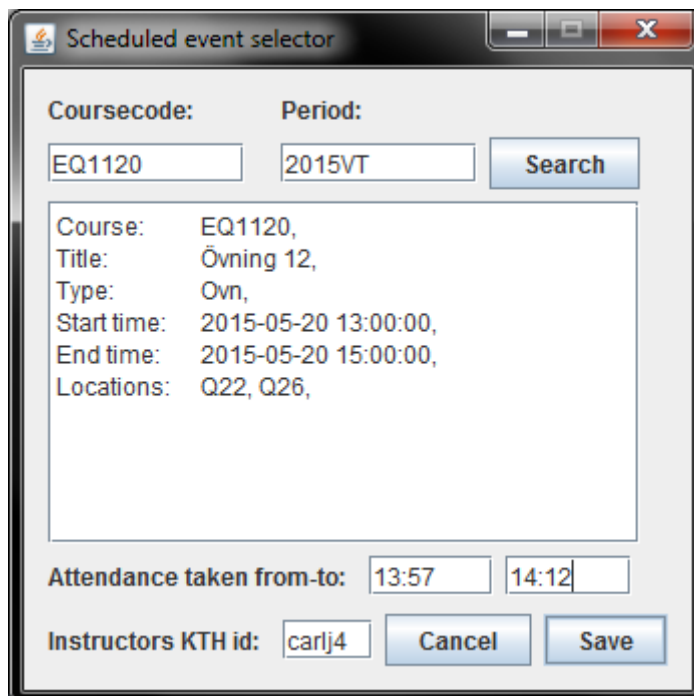 Scheduled event selector
Coursecode: Period:
EQ1120 2015VT Search
Course: EQ1120,
Title: Övning 12,
Type: Ovn,
Start time: 2015-05-20 13:00:00,
End time: 2015-05-20 15:00:00,
Locations: Q22, Q26,
Attendance taken from-to: 13:57 14:12
Instructors KTH id: carlj4 Cancel Save